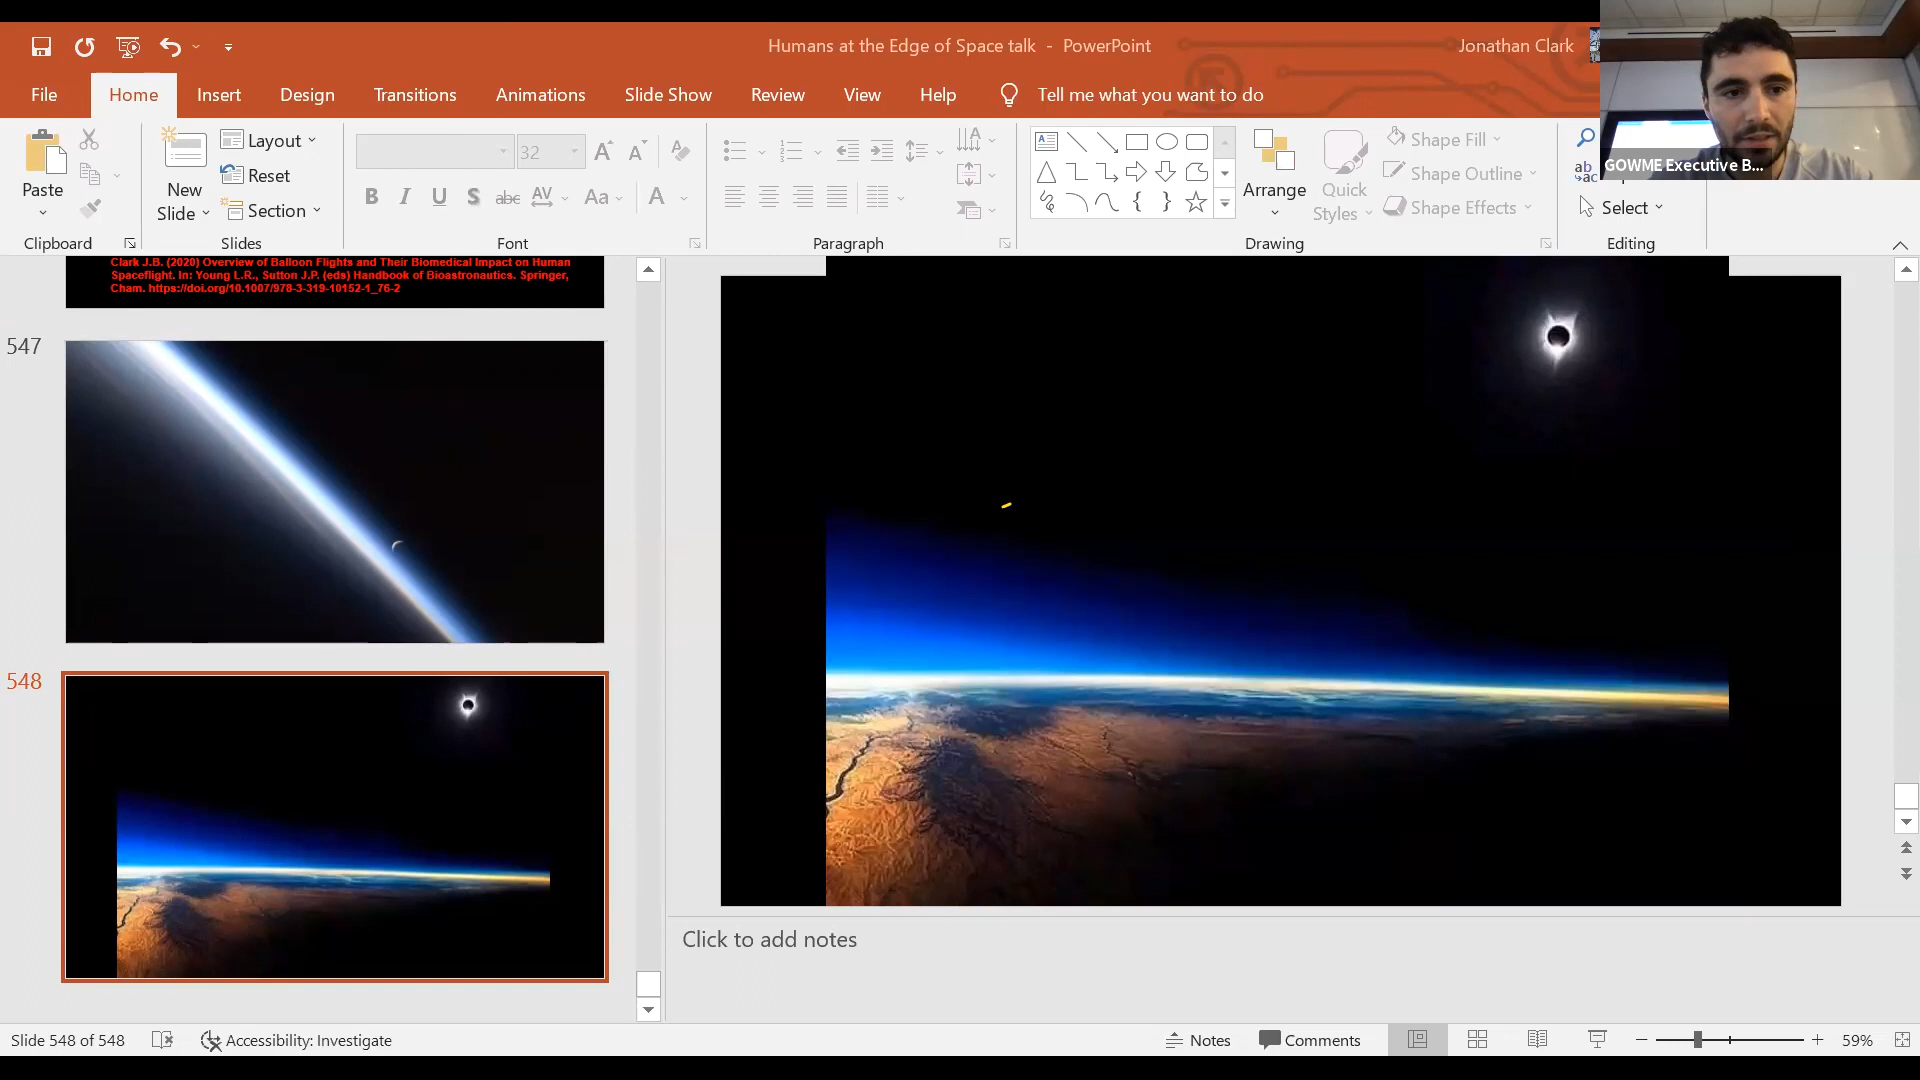 Humans at the Edge of Space talk - PowerPoint
Jonathan Clark
File Home Insert Design Transitions Animations Slide Show Review View Help Tell me what you want to do
Paste
Clipboard
New
Slide
Layout
Reset
Section
Slides
32
B I U S abc AV Aa A
Font
Paragraph
Arrange
Quick
Styles
Shape Fill
Shape Outline
Shape Effects
Drawing
Select
Editing
GOWME Executive B...
Clark J.B. (2020) Overview of Balloon Flights and Their Biomedical Impact on Human
Spaceflight. In: Young L.R., Sutton J.P. (eds) Handbook of Bioastronautics. Springer,
Cham. https://doi.org/10.1007/978-3-319-10152-1_76-2
547
548
Click to add notes
Slide 548 of 548
Accessibility: Investigate
Notes
Comments
59%